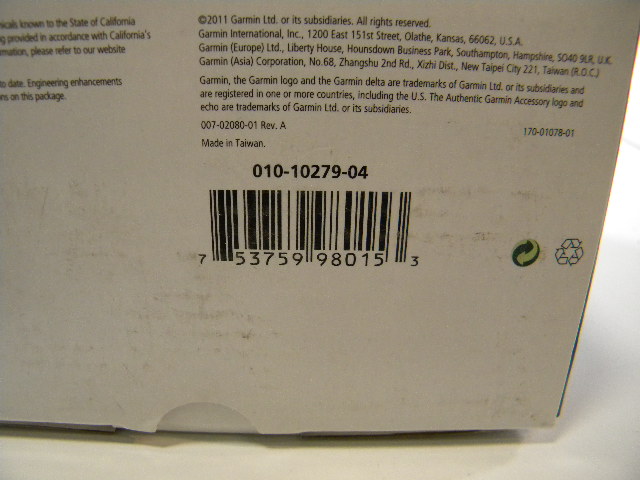 icals known to the State of California
g provided in accordance with California's
rmation, please refer to our website
to date. Engineering enhancements
ns on this package.
©2011 Garmin Ltd. or its subsidiaries. All rights reserved.
Garmin International, Inc., 1200 East 151st Street, Olathe, Kansas, 66062, U.S.A.
Garmin (Europe) Ltd., Liberty House, Hounsdown Business Park, Southampton, Hampshire, SO40 9LR, U.K.
Garmin (Asia) Corporation, No.68, Zhangshu 2nd Rd., Xizhi Dist., New Taipei City 221, Taiwan (R.O.C.)
Garmin, the Garmin logo and the Garmin delta are trademarks of Garmin Ltd. or its subsidiaries and
are registered in one or more countries, including the U.S. The Authentic Garmin Accessory logo and
echo are trademarks of Garmin Ltd. or its subsidiaries.
007-02080-01 Rev. A
170-01078-01
Made in Taiwan.
010-10279-04
7 53759 98015 3